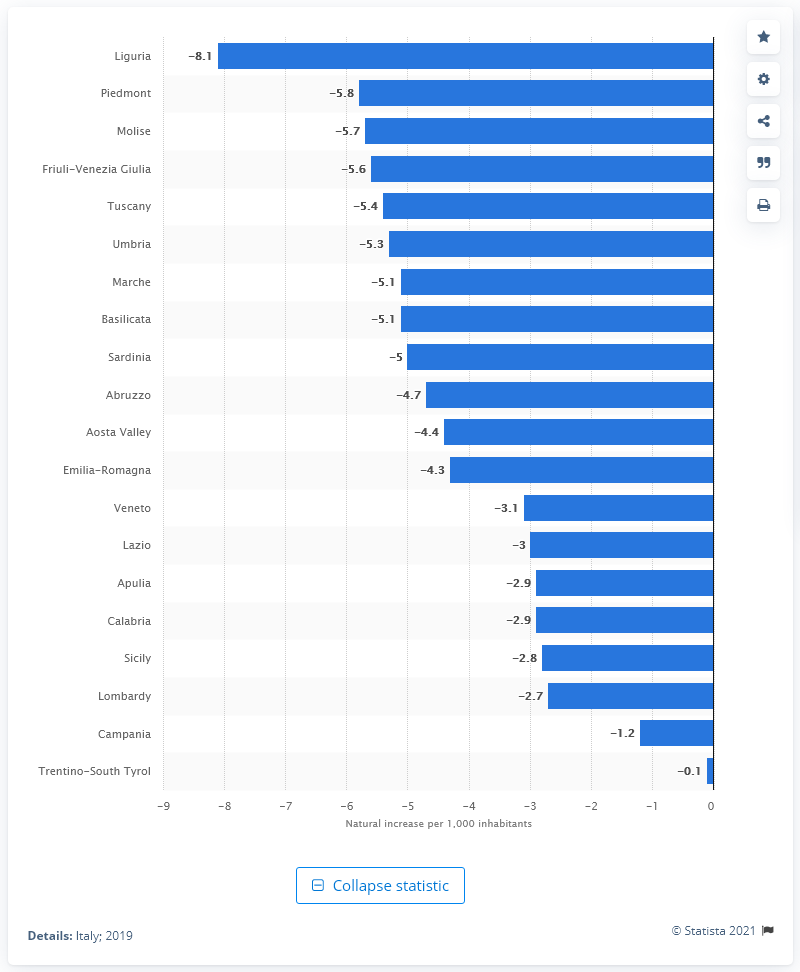 Liguria −8.1
Piedmont −5.8
Molise −5.7
Friuli-Venezia Giulia −5.6
Tuscany −5.4
Umbria −5.3
Marche −5.1
Basilicata −5.1
Sardinia −5
Abruzzo −4.7
Aosta Valley −4.4
Emilia-Romagna −4.3
Veneto −3.1
Lazio −3
Apulia −2.9
Calabria −2.9
Sicily −2.8
Lombardy −2.7
Campania −1.2
Trentino-South Tyrol −0.1
−9 −8 −7 −6 −5 −4 −3 −2 −1 0
Natural increase per 1,000 inhabitants
Collapse statistic
Details: Italy; 2019
© Statista 2021